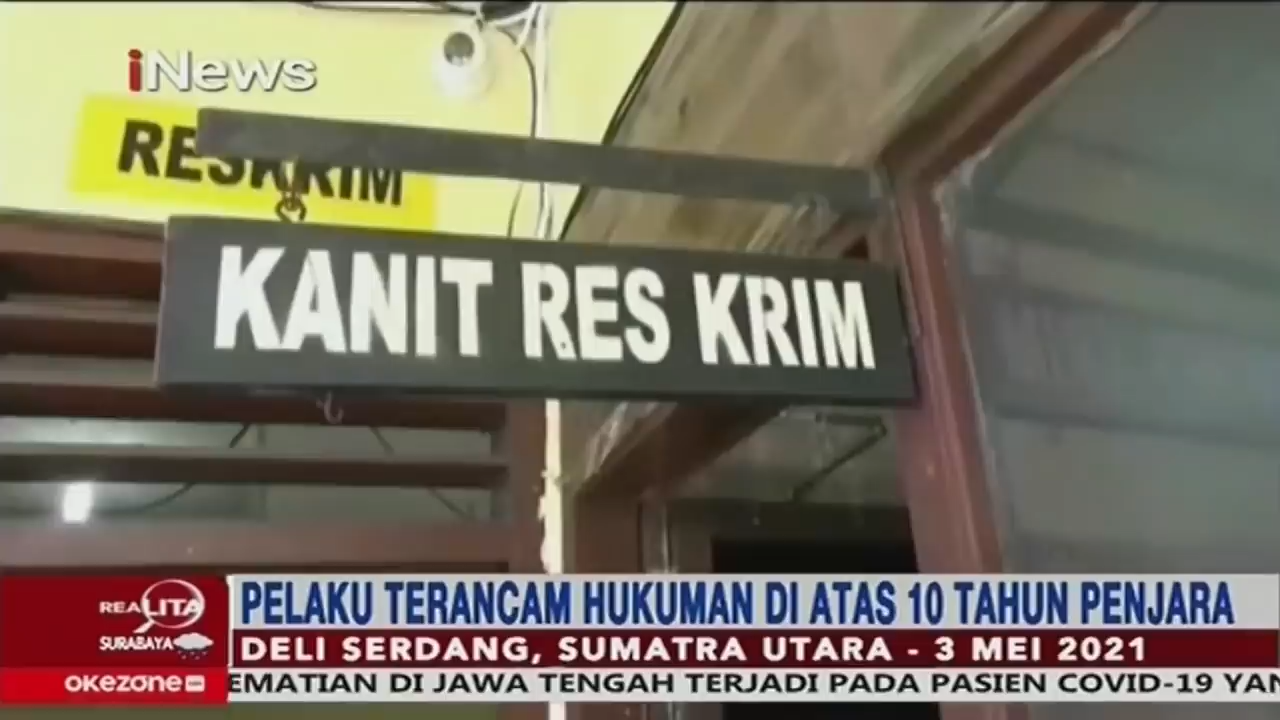 iNews
RESKRIM
KANIT RES KRIM
REALITA
PELAKU TERANCAM HUKUMAN DI ATAS 10 TAHUN PENJARA
SURABAYA
DELI SERDANG, SUMATRA UTARA - 3 MEI 2021
okezone
EMATIAN DI JAWA TENGAH TERJADI PADA PASIEN COVID-19 YAN